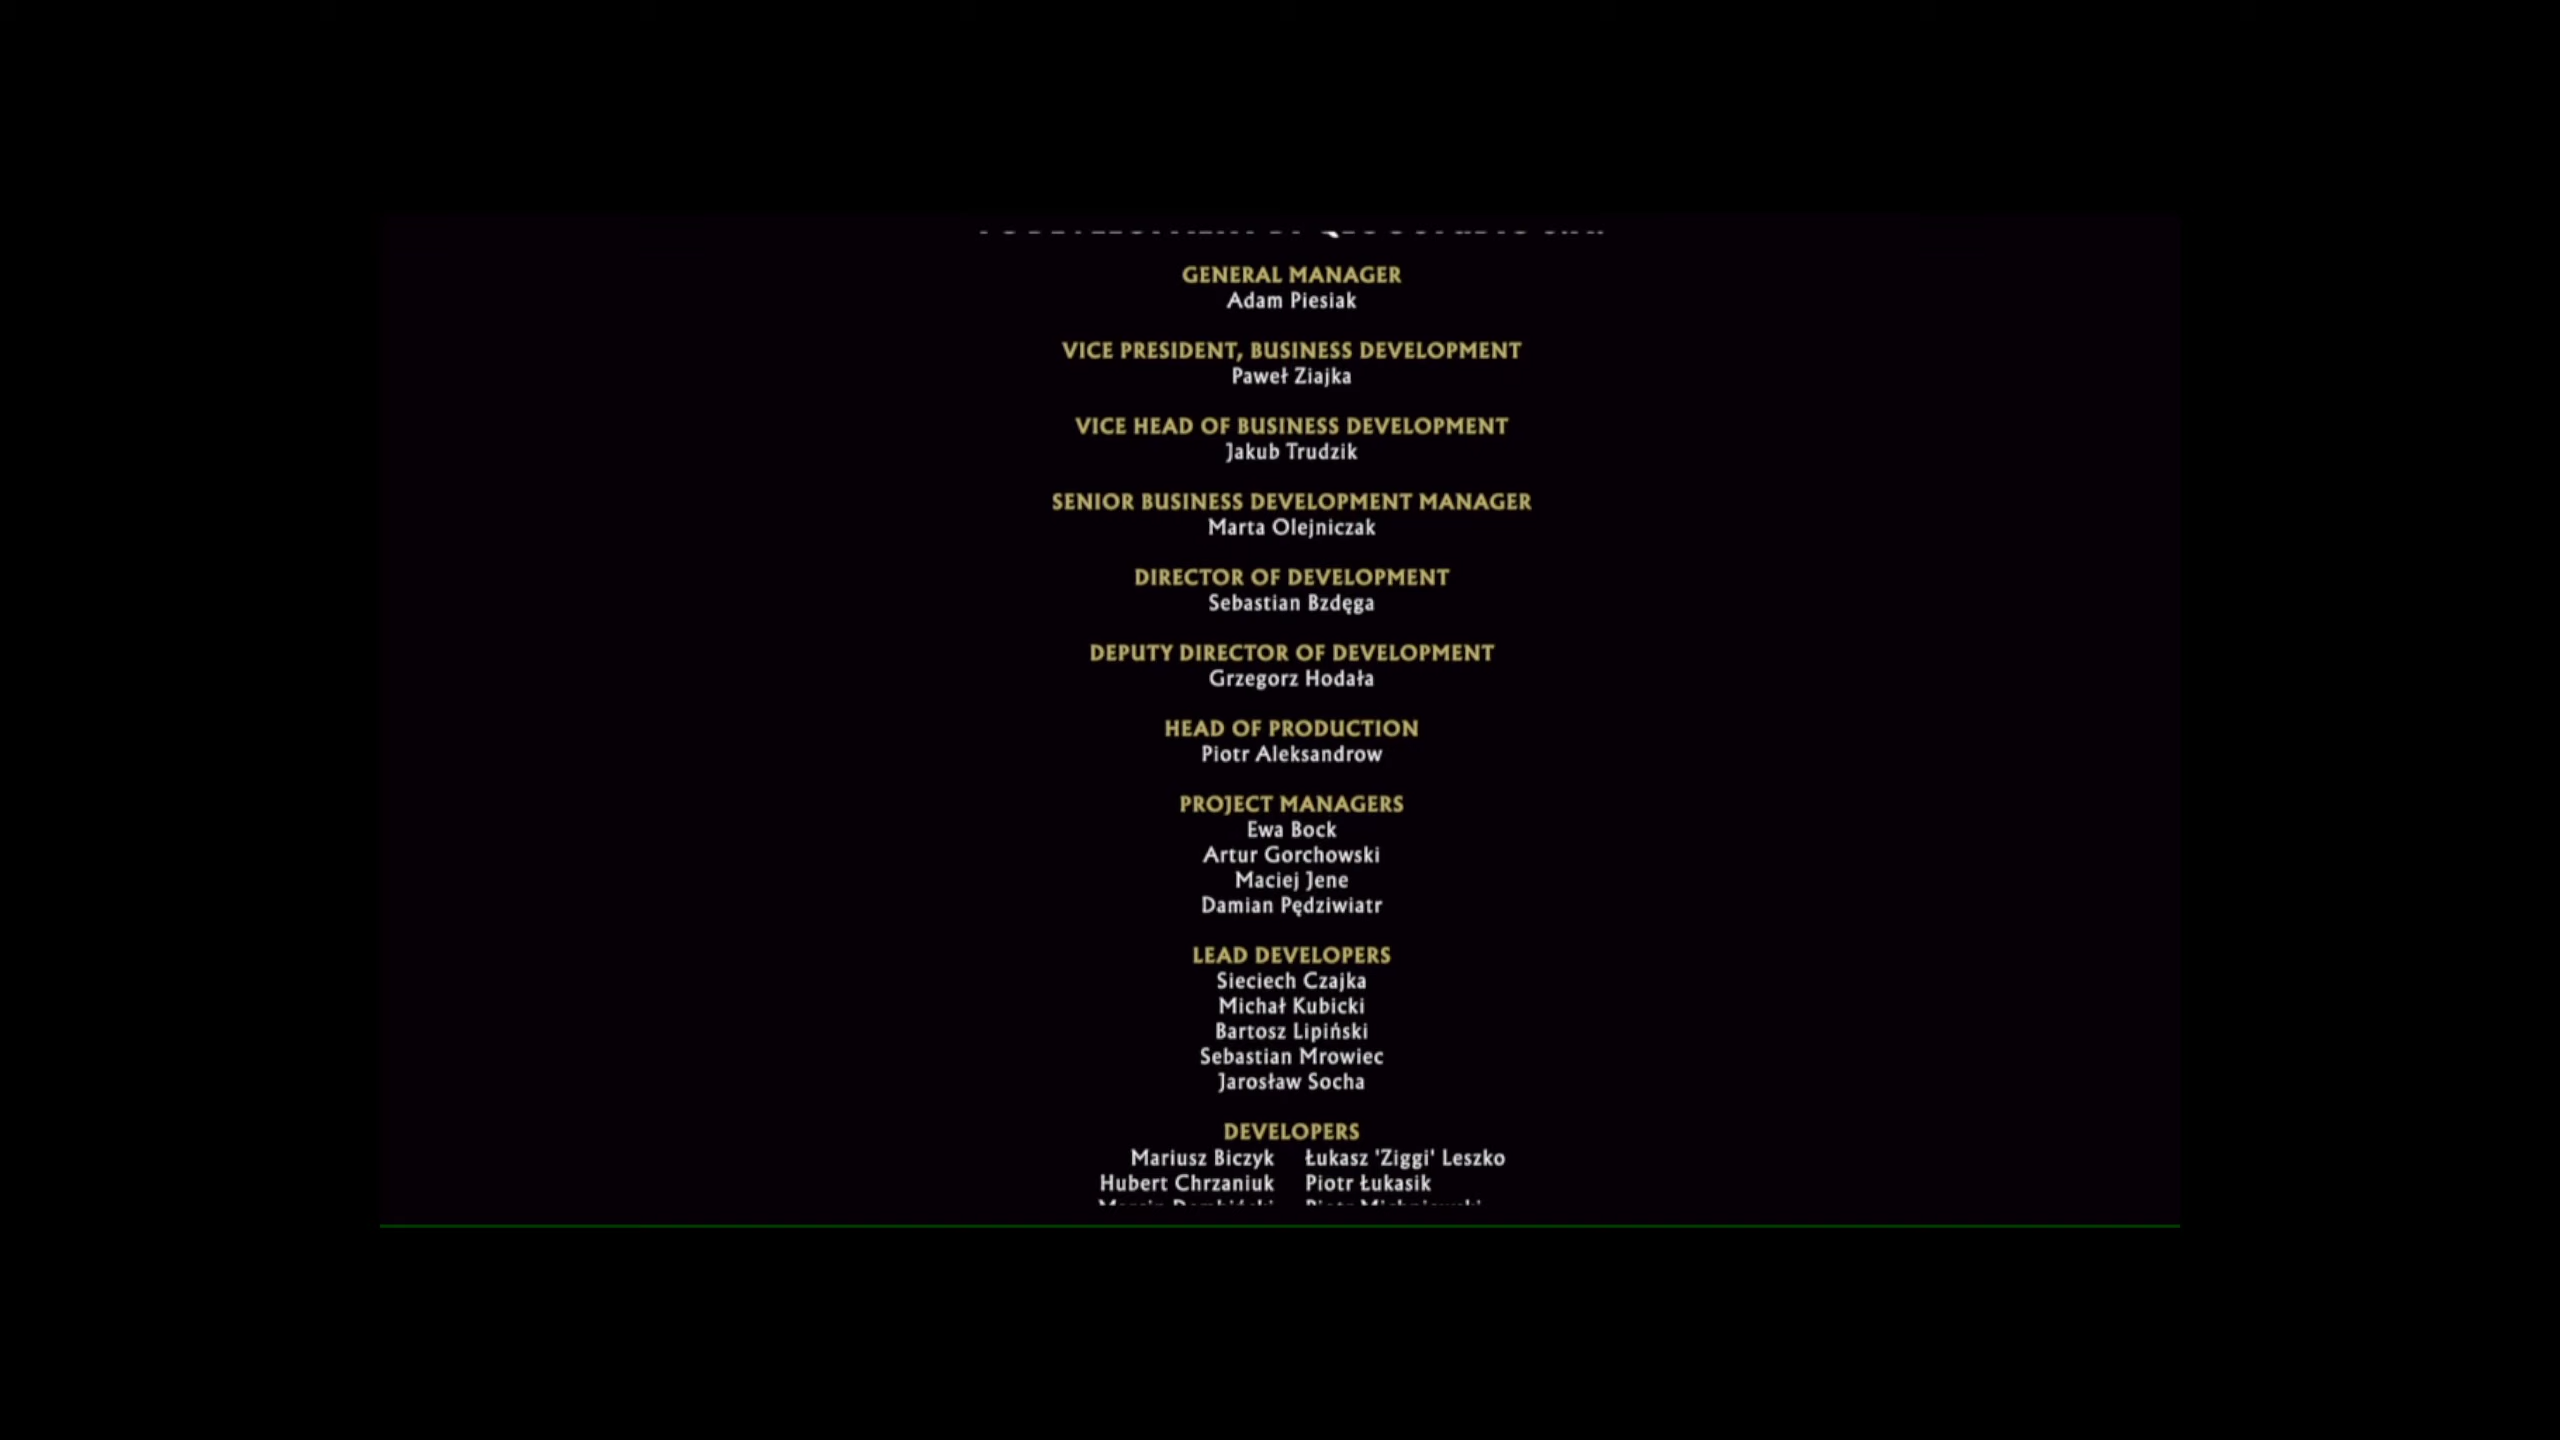 GENERAL MANAGER
Adam Piesiak
VICE PRESIDENT, BUSINESS DEVELOPMENT
Paweł Ziajka
VICE HEAD OF BUSINESS DEVELOPMENT
Jakub Trudzik
SENIOR BUSINESS DEVELOPMENT MANAGER
Marta Olejniczak
DIRECTOR OF DEVELOPMENT
Sebastian Bzdęga
DEPUTY DIRECTOR OF DEVELOPMENT
Grzegorz Hodała
HEAD OF PRODUCTION
Piotr Aleksandrow
PROJECT MANAGERS
Ewa Bock
Artur Gorchowski
Maciej Jene
Damian Pędziwiatr
LEAD DEVELOPERS
Sieciech Czajka
Michał Kubicki
Bartosz Lipiński
Sebastian Mrowiec
Jarosław Socha
DEVELOPERS
Mariusz Biczyk Łukasz 'Ziggi' Leszko
Hubert Chrzaniuk Piotr Łukasik